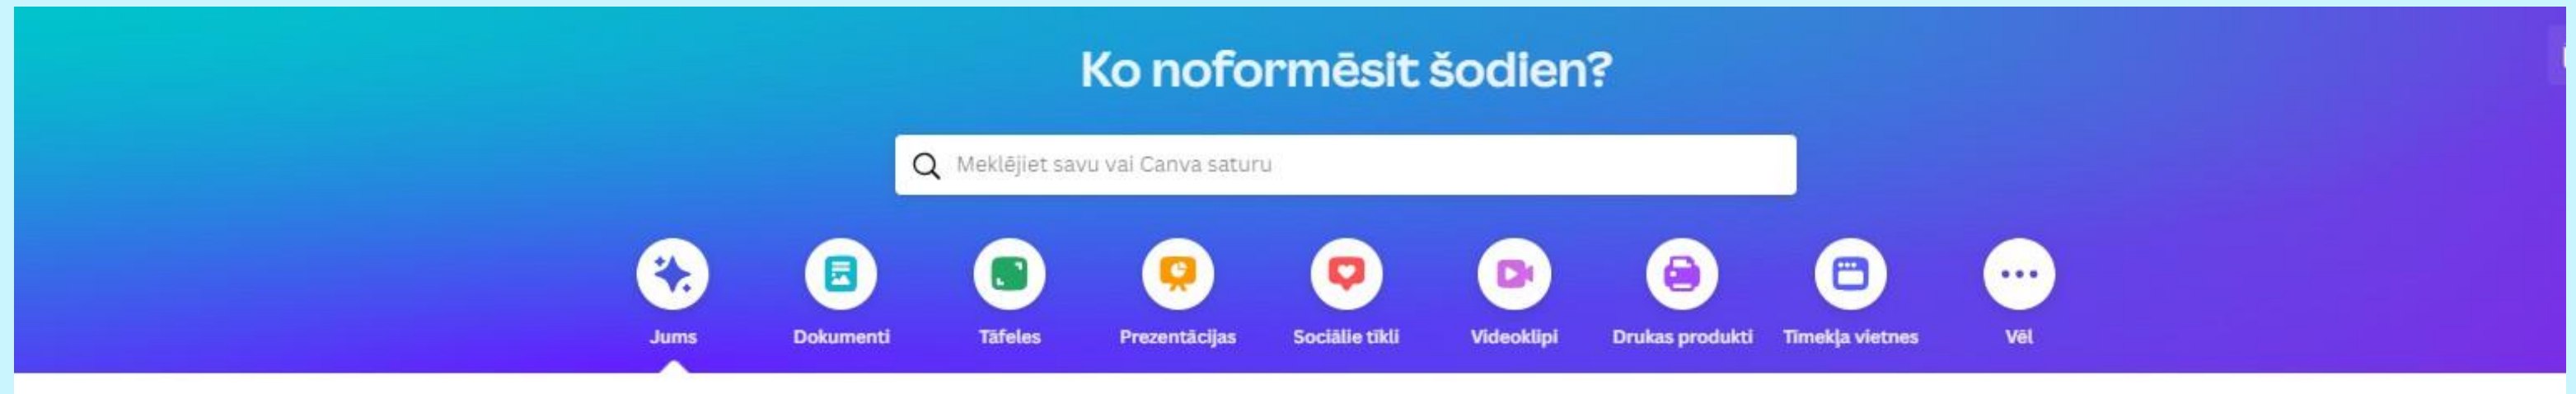 Ko noformēsit šodien?
Meklējiet savu vai Canva saturu
Jums Dokumenti Tāfeles Prezentācijas Sociālie tīkli Videoklipi Drukas produkti Tīmekļa vietnes Vēl